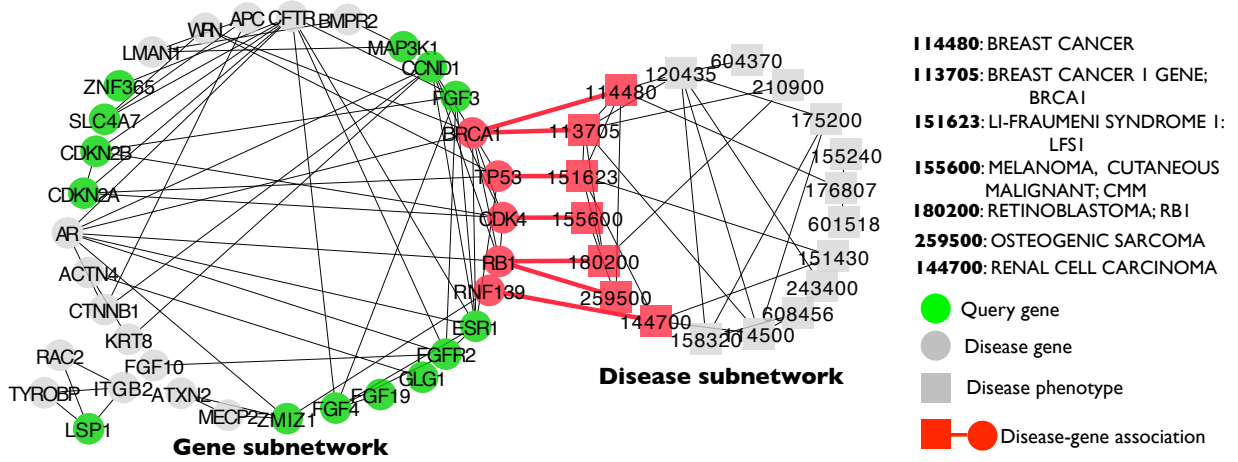 APC
CFTR
BMPR2
WRN
LMAN1
MAP3K1
CCND1
ZNF365
FGF3
SLC4A7
BRCA1
CDKN2B
TP53
CDKN2A
CDK4
AR
RB1
ACTN4
RNF139
CTNNB1
ESR1
KRT8
FGFR2
RAC2
FGF10
GLG1
TYROBP
ITGB2
ATXN2
FGF19
MECP2
ZMIZ1
FGF4
LSP1
Gene subnetwork
604370
120435
210900
114480
175200
113705
155240
151623
176807
155600
601518
180200
151430
243400
259500
608456
144700
158320
114500
Disease subnetwork
114480: BREAST CANCER
113705: BREAST CANCER 1 GENE;
BRCA1
151623: LI-FRAUMENI SYNDROME 1:
LFS1
155600: MELANOMA, CUTANEOUS
MALIGNANT; CMM
180200: RETINOBLASTOMA; RB1
259500: OSTEOGENIC SARCOMA
144700: RENAL CELL CARCINOMA
Query gene
Disease gene
Disease phenotype
Disease-gene association